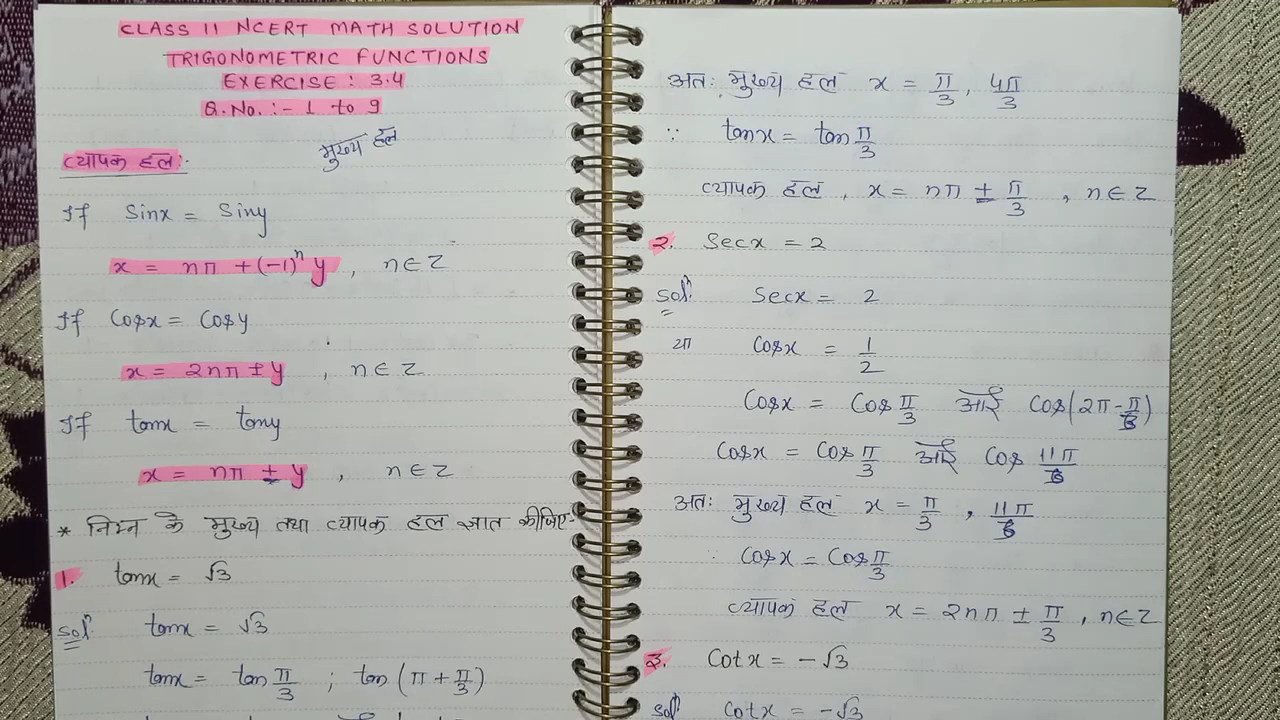 CLASS 11 NCERT MATH SOLUTION
TRIGONOMETRIC FUNCTIONS
EXERCISE : 3.4
Q.No. :- 1 to 9
मुख्य हल
व्यापक हल :-
If Sinx = Siny
x = nπ + (-1)ⁿ y , n ∈ Z
If Cosx = Cosy
x = 2nπ ± y , n ∈ Z
If tanx = tany
x = nπ ± y , n ∈ Z
* निम्न के मुख्य तथा व्यापक हल ज्ञात कीजिए-
1. tanx = √3
sol tanx = √3
tanx = tan π/3 ; tan (π + π/3)
अतः मुख्य हल x = π/3 , 4π/3
∵ tanx = tan π/3
व्यापक हल , x = nπ ± π/3 , n ∈ Z
2. Secx = 2
sol. Secx = 2
या Cosx = 1/2
Cosx = Cos π/3 आई Cos(2π - π/3)
Cosx = Cos π/3 आई Cos 11π/6
अतः मुख्य हल x = π/3 , 11π/6
∵ Cosx = Cos π/3
व्यापक हल x = 2nπ ± π/3 , n ∈ Z
3. Cotx = -√3
sol Cotx = -√3